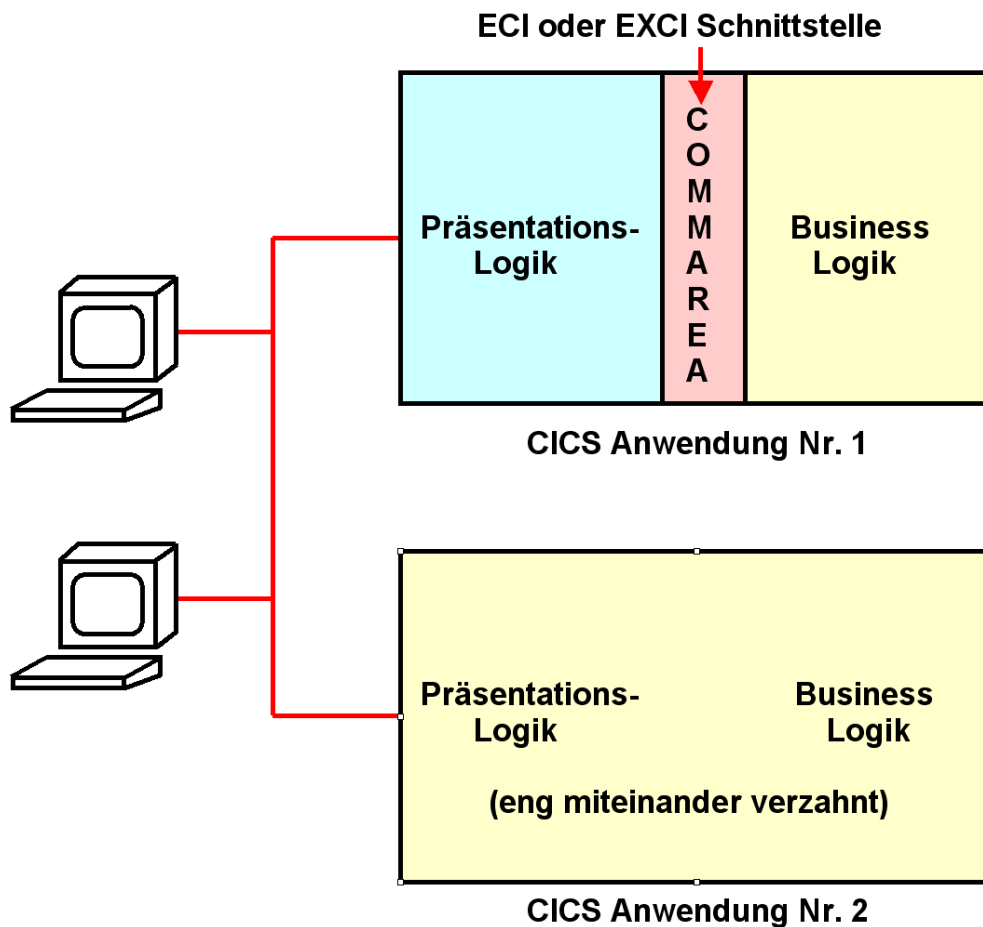 ECI oder EXCI Schnittstelle
Präsentations-
Logik
COMMAREA
Business
Logik
CICS Anwendung Nr. 1
Präsentations-
Logik
Business
Logik
(eng miteinander verzahnt)
CICS Anwendung Nr. 2